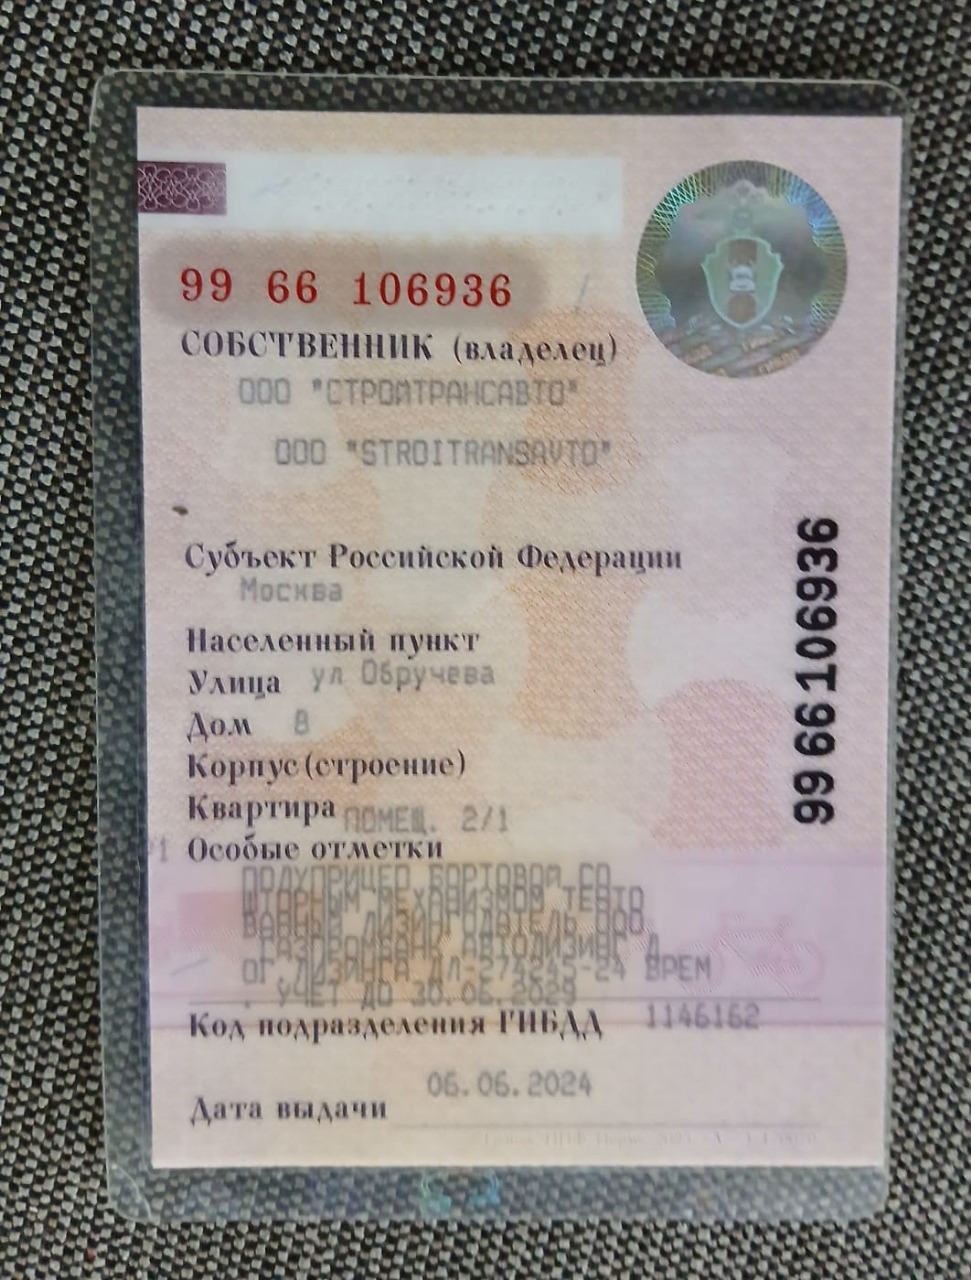 99 66 106936
СОБСТВЕННИК (владелец)
ООО "СТРОЙТРАНСАВТО"
ООО "STROITRANSAVTO"
Субъект Российской Федерации
Москва
Населенный пункт
Улица ул Обручева
Дом 8
Корпус (строение)
Квартира ПОМЕЩ. 2/1
Особые отметки
ПОЛУПРИЦЕП БОРТОВОЙ СО
ШТОРНЫМ МЕХАНИЗМОМ ТЕНТО
ВАННЫЙ ЛИЗИНГОДАТЕЛЬ ООО
ГАЗПРОМБАНК АВТОЛИЗИНГ Д
ОГ.ЛИЗИНГА ДЛ-274245-24 ВРЕМ
. УЧЕТ ДО 30.06.2029
Код подразделения ГИБДД 1146162
06.06.2024
Дата выдачи
99 66 106936